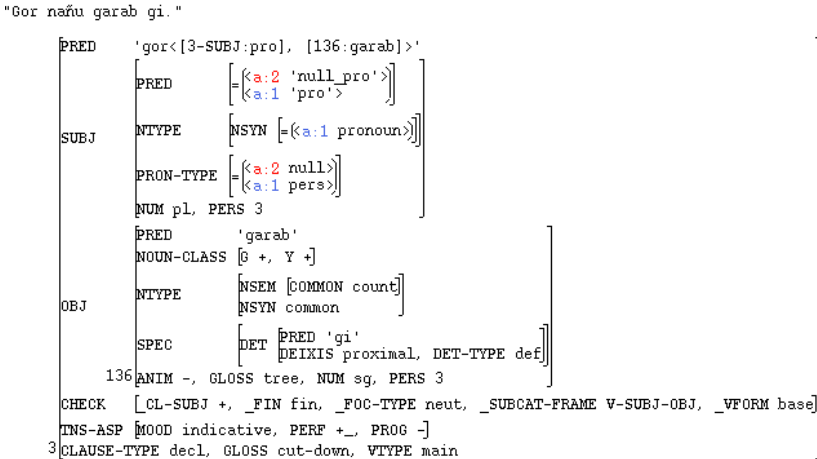 "Gor nañu garab gi."
PRED 'gor<[3-SUBJ:pro], [136:garab]>'
PRED = <a:2 'null_pro'>
<a:1 'pro'>
NTYPE NSYN = <a:1 pronoun>
SUBJ
PRON-TYPE = <a:2 null>
<a:1 pers>
NUM pl, PERS 3
PRED 'garab'
NOUN-CLASS [G +, Y +]
NTYPE NSEM [COMMON count]
NSYN common
OBJ
SPEC DET PRED 'gi'
DEIXIS proximal, DET-TYPE def
136 ANIM -, GLOSS tree, NUM sg, PERS 3
CHECK [_CL-SUBJ +, _FIN fin, _FOC-TYPE neut, _SUBCAT-FRAME V-SUBJ-OBJ, _VFORM base]
TNS-ASP [MOOD indicative, PERF +_, PROG -]
3 CLAUSE-TYPE decl, GLOSS cut-down, VTYPE main